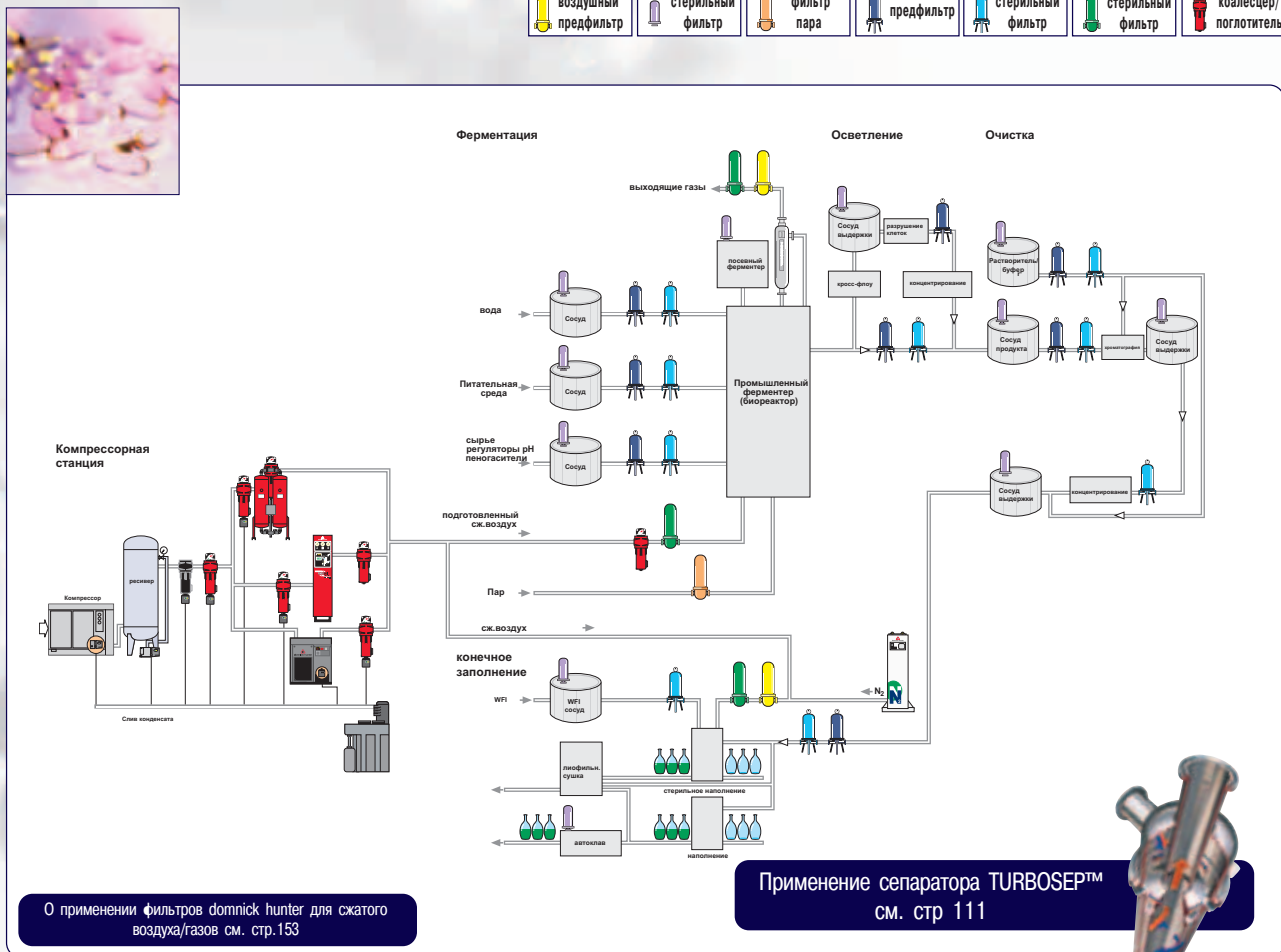 воздушный
предфильтр
стерильный
фильтр
фильтр
пара
предфильтр
стерильный
фильтр
стерильный
фильтр
коалесцер/
поглотитель
Ферментация
Осветление
Очистка
выходящие газы
посевный
ферментер
Сосуд
выдержки
разрушение
клеток
кросс-флоу
концентрирование
Растворитель/
буфер
Сосуд
продукта
хроматография
Сосуд
выдержки
вода
Сосуд
Питательная
среда
Сосуд
сырье
регуляторы pH
пеногасители
Сосуд
Промышленный
ферментер
(биореактор)
Сосуд
выдержки
концентрирование
Компрессорная
станция
подготовленный
сж.воздух
Пар
сж.воздух
Компрессор
ресивер
Слив конденсата
конечное
заполнение
WFI
WFI
сосуд
N2
N
лиофильн.
сушка
стерильное наполнение
автоклав
наполнение
О применении фильтров domnick hunter для сжатого
воздуха/газов см. стр.153
Применение сепаратора TURBOSEP™
см. стр 111